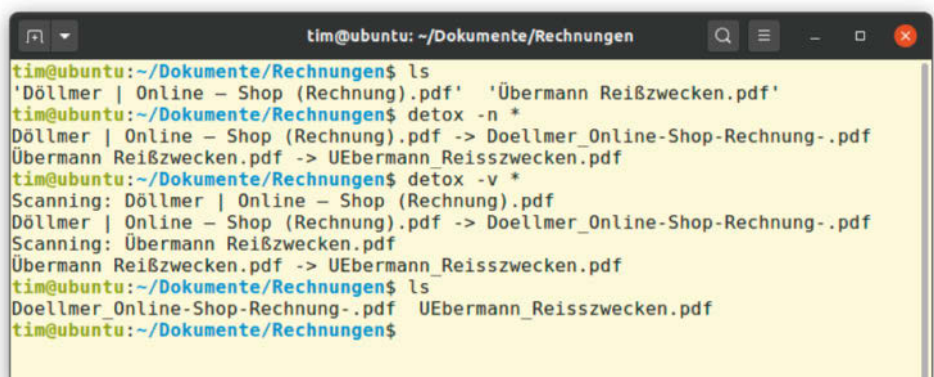 tim@ubuntu: ~/Dokumente/Rechnungen
tim@ubuntu:~/Dokumente/Rechnungen$ ls
'Döllmer | Online – Shop (Rechnung).pdf'  'Übermann Reißzwecken.pdf'
tim@ubuntu:~/Dokumente/Rechnungen$ detox -n *
Döllmer | Online – Shop (Rechnung).pdf -> Doellmer_Online-Shop-Rechnung-.pdf
Übermann Reißzwecken.pdf -> UEbermann_Reisszwecken.pdf
tim@ubuntu:~/Dokumente/Rechnungen$ detox -v *
Scanning: Döllmer | Online – Shop (Rechnung).pdf
Döllmer | Online – Shop (Rechnung).pdf -> Doellmer_Online-Shop-Rechnung-.pdf
Scanning: Übermann Reißzwecken.pdf
Übermann Reißzwecken.pdf -> UEbermann_Reisszwecken.pdf
tim@ubuntu:~/Dokumente/Rechnungen$ ls
Doellmer_Online-Shop-Rechnung-.pdf  UEbermann_Reisszwecken.pdf
tim@ubuntu:~/Dokumente/Rechnungen$